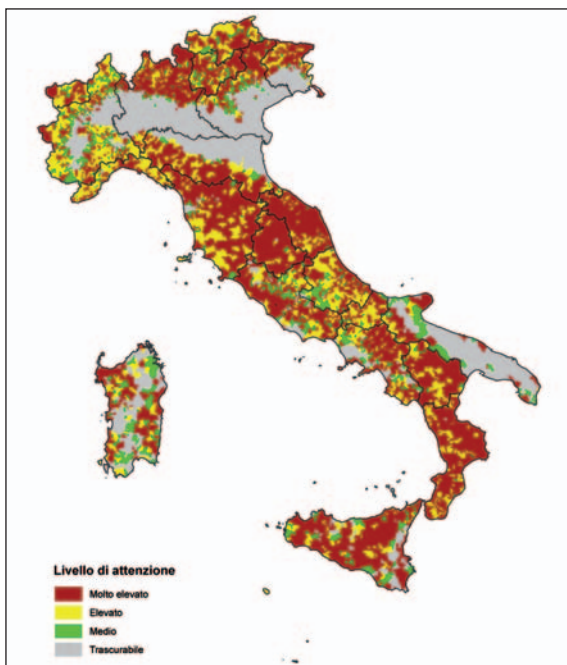 Livello di attenzione
Molto elevato
Elevato
Medio
Trascurabile